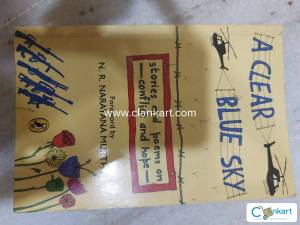 A CLEAR
BLUE SKY
stories and poems on
conflict and hope
Foreword by
N. R. NARAYANA MURTHY
www.clankart.com
Clankart